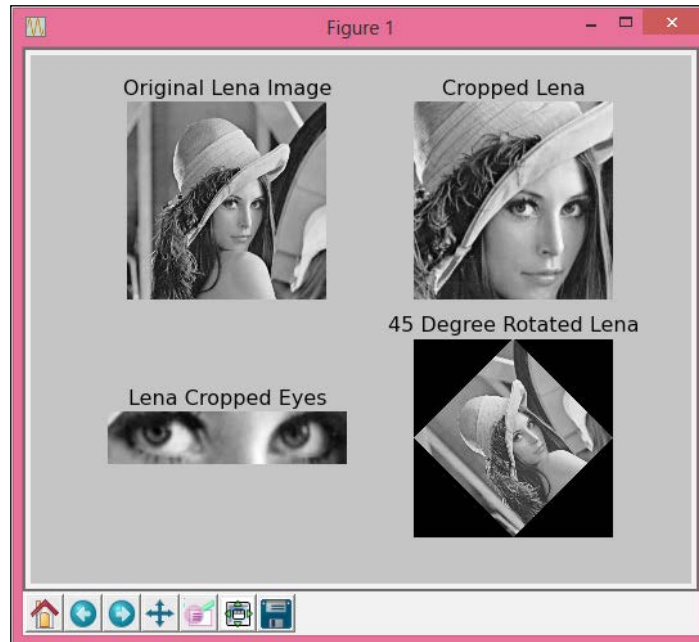 Figure 1
Original Lena Image
Cropped Lena
45 Degree Rotated Lena
Lena Cropped Eyes